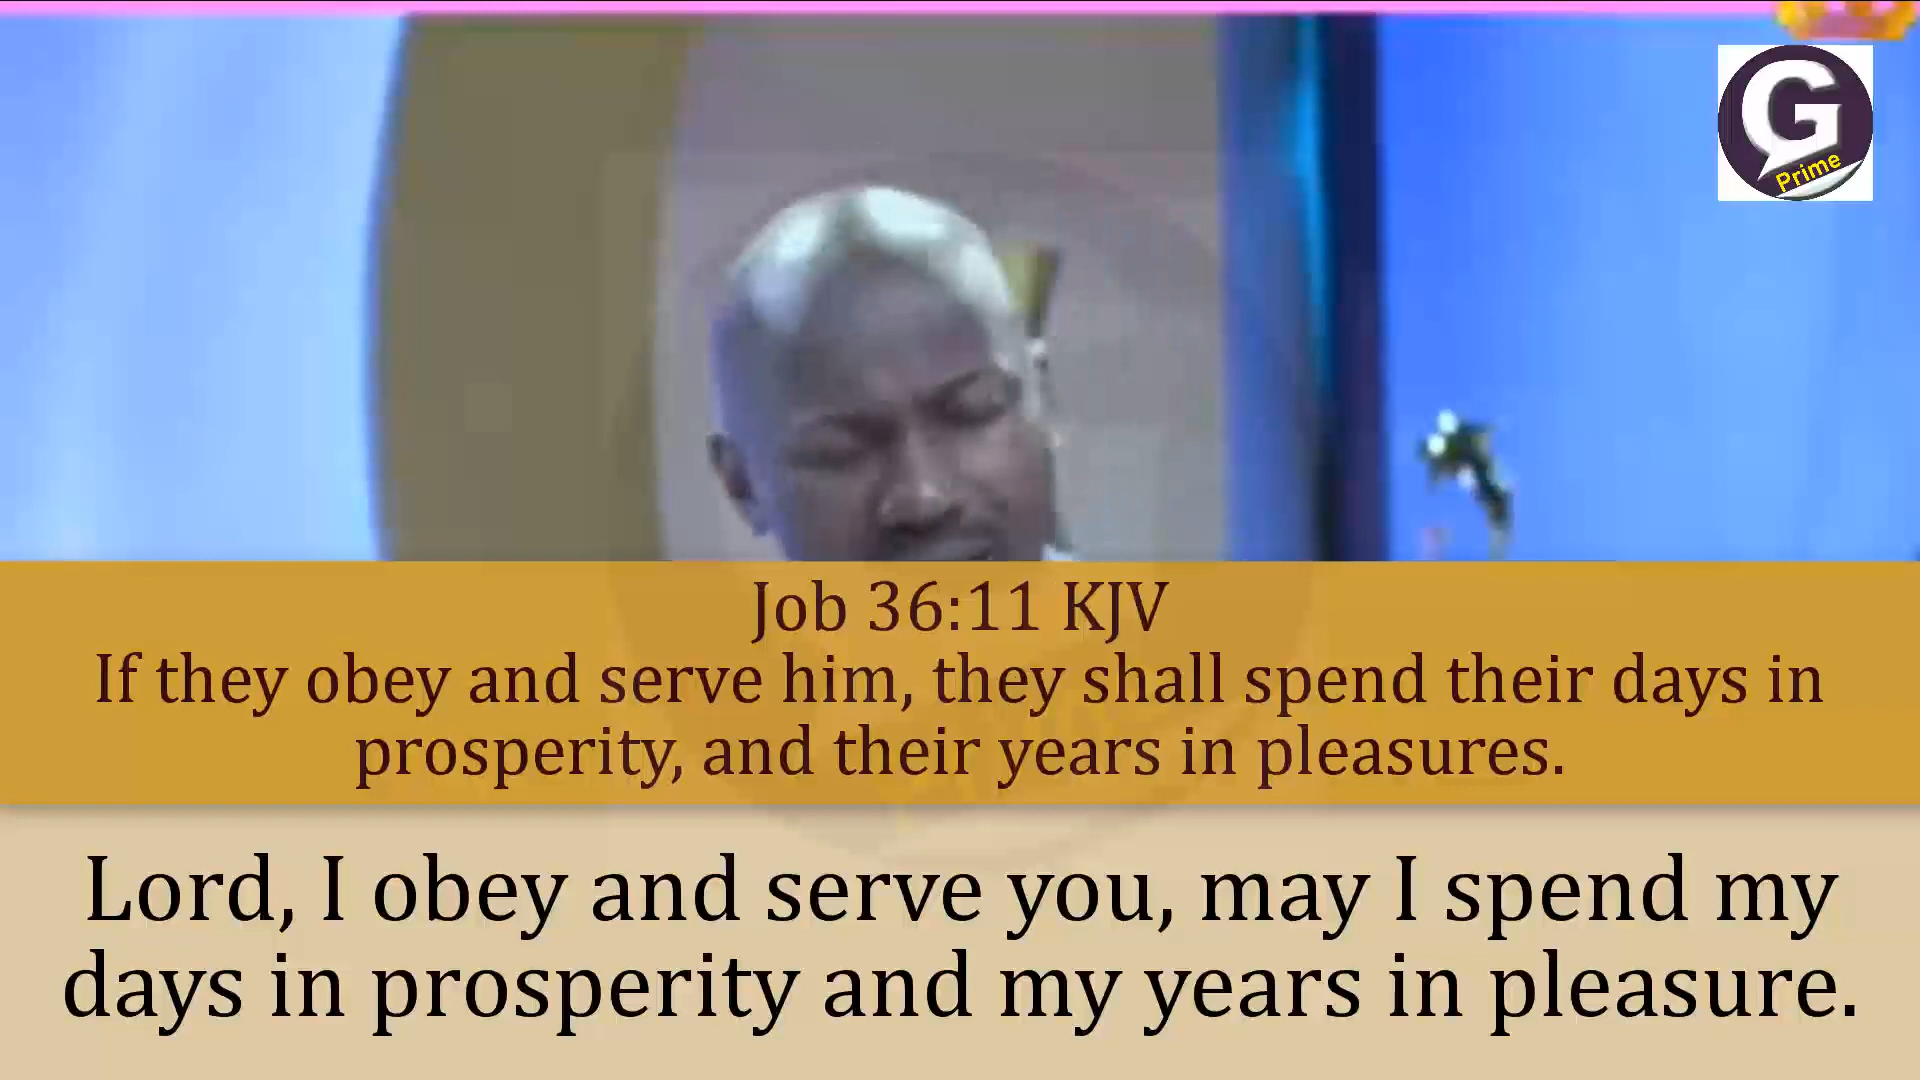 G
Prime
Job 36:11 KJV
If they obey and serve him, they shall spend their days in
prosperity, and their years in pleasures.
Lord, I obey and serve you, may I spend my
days in prosperity and my years in pleasure.